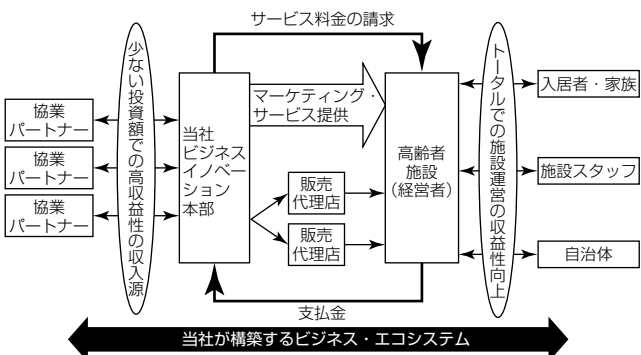 サービス料金の請求
少ない投資額での高収益性の収入源
トータルでの施設運営の収益性向上
協業
パートナー
協業
パートナー
協業
パートナー
当社
ビジネス
イノベー
ション
本部
マーケティング・
サービス提供
販売
代理店
販売
代理店
高齢者
施設
(経営者)
入居者・家族
施設スタッフ
自治体
支払金
当社が構築するビジネス・エコシステム